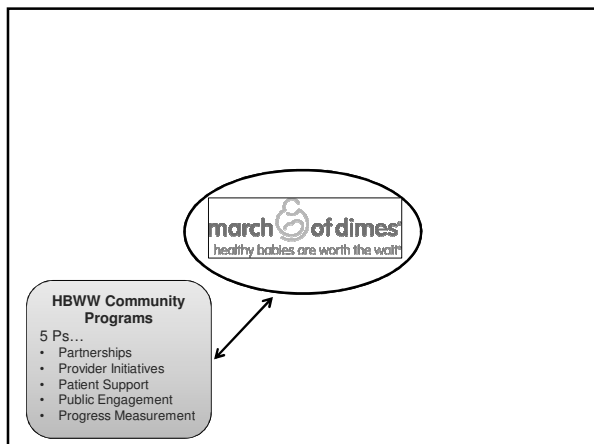 march of dimes®
healthy babies are worth the wait®
HBWW Community
Programs
5 Ps…
• Partnerships
• Provider Initiatives
• Patient Support
• Public Engagement
• Progress Measurement